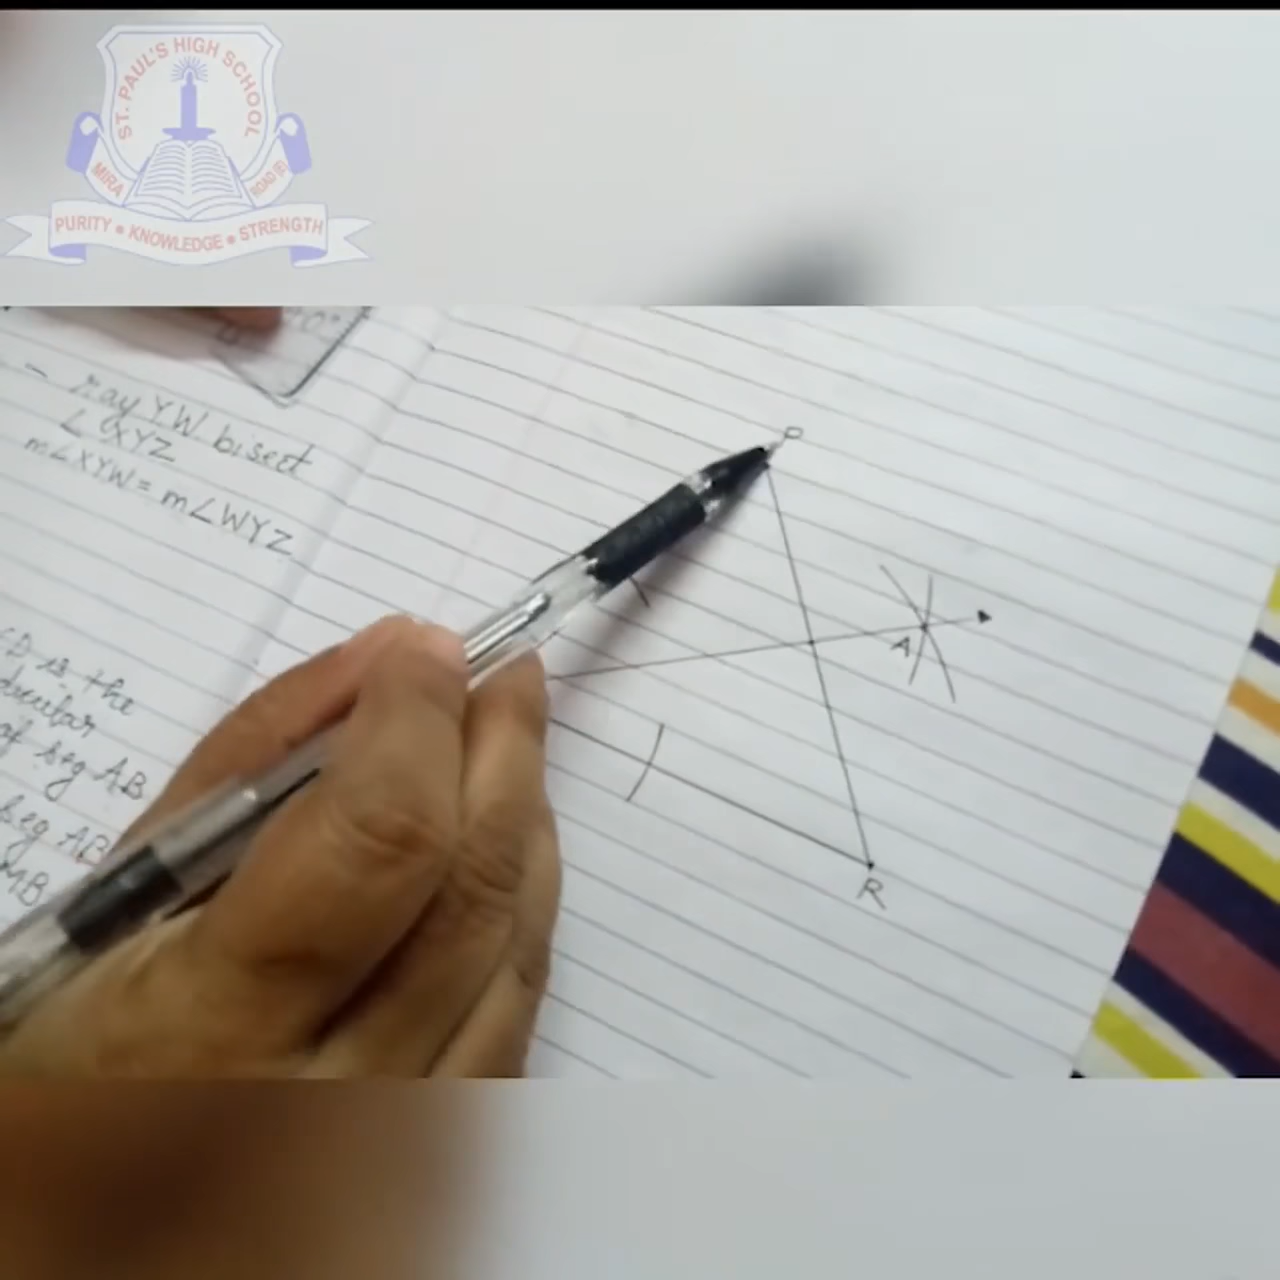 ST. PAUL'S HIGH SCHOOL
MIRA ROAD (E)
PURITY • KNOWLEDGE • STRENGTH
- ray YW bisect
∠ XYZ
m∠XYW = m∠WYZ
is the
of seg AB
seg AB
MB
P
A
R